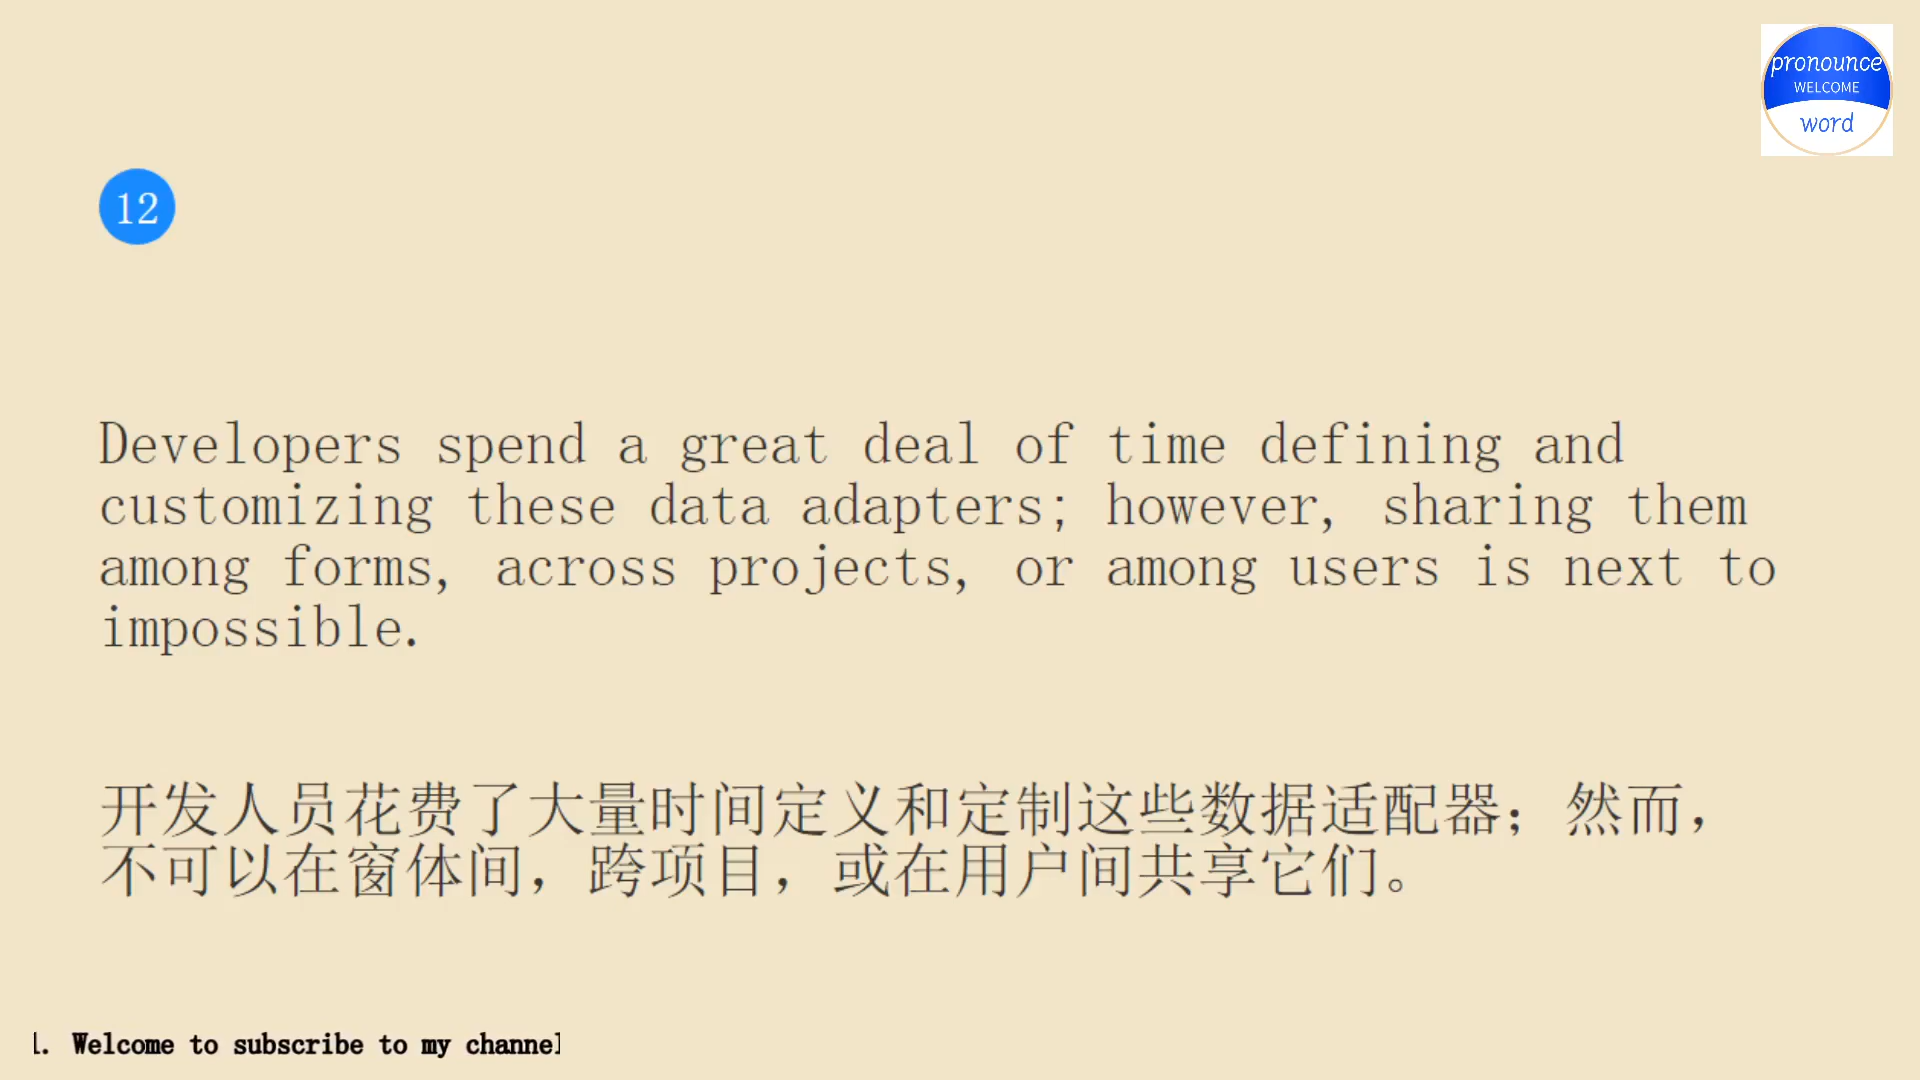 pronounce
WELCOME
word
12
Developers spend a great deal of time defining and
customizing these data adapters; however, sharing them
among forms, across projects, or among users is next to
impossible.
开发人员花费了大量时间定义和定制这些数据适配器；然而，
不可以在窗体间，跨项目，或在用户间共享它们。
l. Welcome to subscribe to my channel